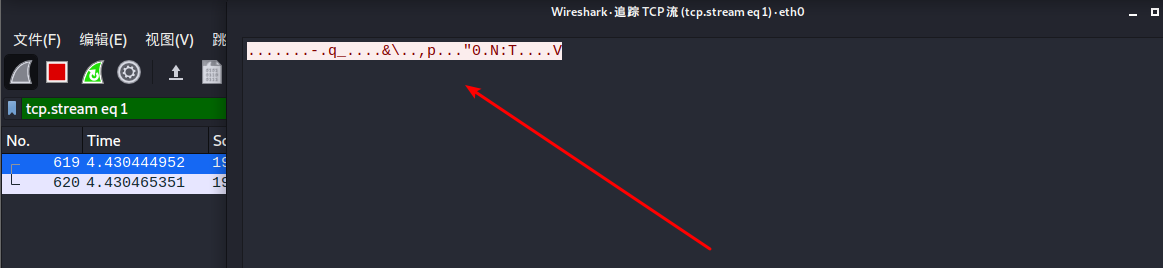 Wireshark · 追踪 TCP 流 (tcp.stream eq 1) · eth0
文件(F) 编辑(E) 视图(V) 跳
.......-.q_....&\..,p..."0.N:T....V
tcp.stream eq 1
No. Time So
619 4.430444952 19
620 4.430465351 19